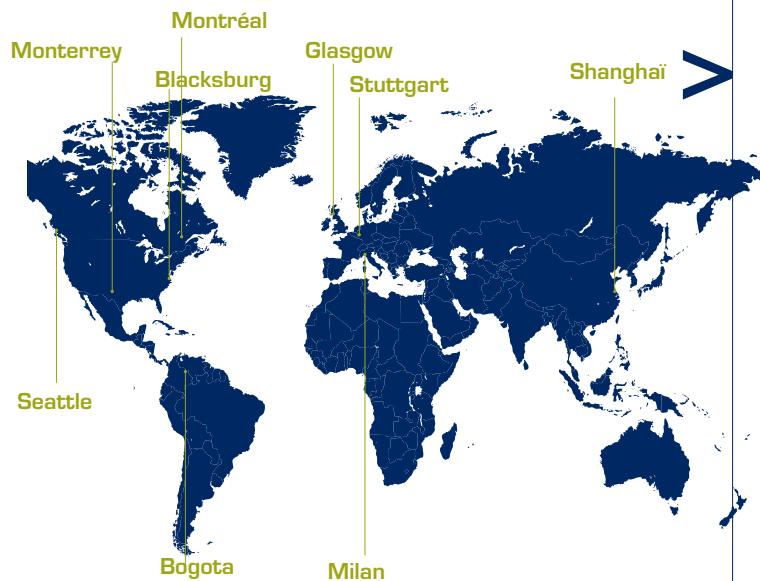 Montréal
Monterrey
Glasgow
Blacksburg
Stuttgart
Shanghaï
Seattle
Bogota
Milan